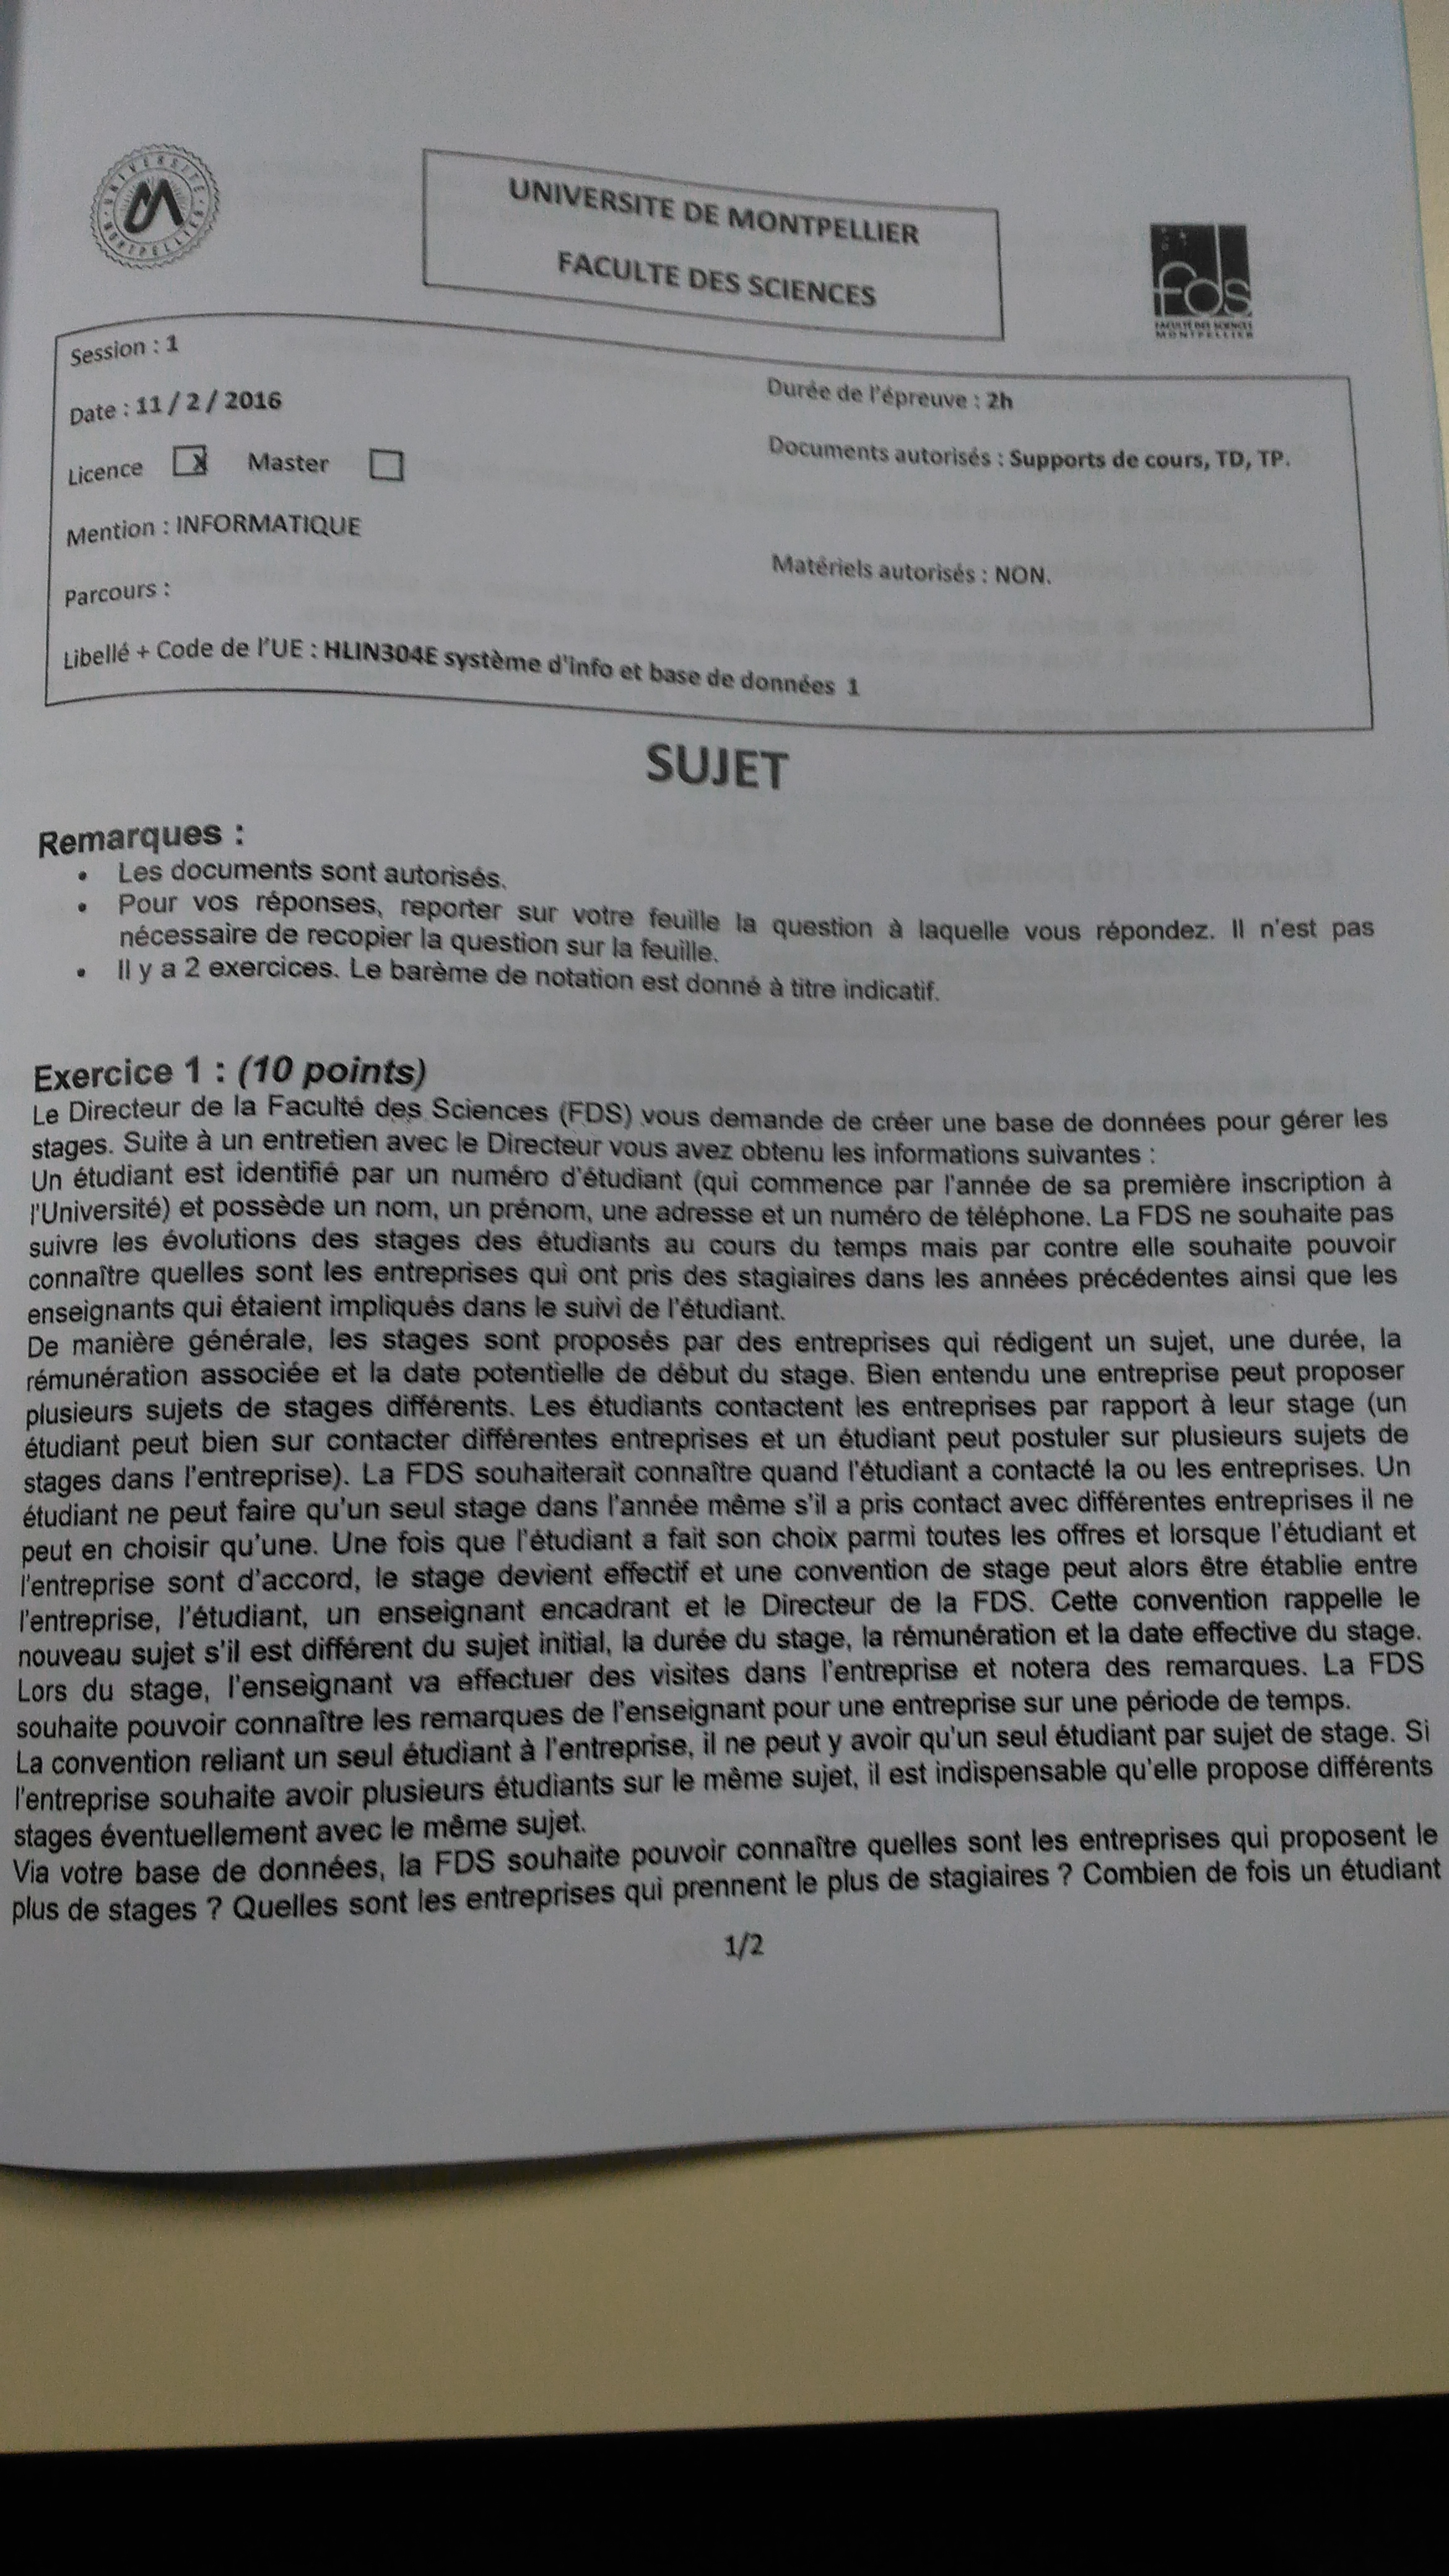 UNIVERSITÉ
MONTPELLIER
UNIVERSITE DE MONTPELLIER
FACULTE DES SCIENCES
fds
FACULTÉ DES SCIENCES
MONTPELLIER
Session : 1
Durée de l'épreuve : 2h
Date : 11 / 2 / 2016
Documents autorisés : Supports de cours, TD, TP.
Licence x Master
Mention : INFORMATIQUE
Matériels autorisés : NON.
Parcours :
Libellé + Code de l'UE : HLIN304E système d'info et base de données 1
SUJET
Remarques :
• Les documents sont autorisés.
• Pour vos réponses, reporter sur votre feuille la question à laquelle vous répondez. Il n'est pas
nécessaire de recopier la question sur la feuille.
• Il y a 2 exercices. Le barème de notation est donné à titre indicatif.
Exercice 1 : (10 points)
Le Directeur de la Faculté des Sciences (FDS) vous demande de créer une base de données pour gérer les
stages. Suite à un entretien avec le Directeur vous avez obtenu les informations suivantes :
Un étudiant est identifié par un numéro d'étudiant (qui commence par l'année de sa première inscription à
l'Université) et possède un nom, un prénom, une adresse et un numéro de téléphone. La FDS ne souhaite pas
suivre les évolutions des stages des étudiants au cours du temps mais par contre elle souhaite pouvoir
connaître quelles sont les entreprises qui ont pris des stagiaires dans les années précédentes ainsi que les
enseignants qui étaient impliqués dans le suivi de l'étudiant.
De manière générale, les stages sont proposés par des entreprises qui rédigent un sujet, une durée, la
rémunération associée et la date potentielle de début du stage. Bien entendu une entreprise peut proposer
plusieurs sujets de stages différents. Les étudiants contactent les entreprises par rapport à leur stage (un
étudiant peut bien sur contacter différentes entreprises et un étudiant peut postuler sur plusieurs sujets de
stages dans l'entreprise). La FDS souhaiterait connaître quand l'étudiant a contacté la ou les entreprises. Un
étudiant ne peut faire qu'un seul stage dans l'année même s'il a pris contact avec différentes entreprises il ne
peut en choisir qu'une. Une fois que l'étudiant a fait son choix parmi toutes les offres et lorsque l'étudiant et
l'entreprise sont d'accord, le stage devient effectif et une convention de stage peut alors être établie entre
l'entreprise, l'étudiant, un enseignant encadrant et le Directeur de la FDS. Cette convention rappelle le
nouveau sujet s'il est différent du sujet initial, la durée du stage, la rémunération et la date effective du stage.
Lors du stage, l'enseignant va effectuer des visites dans l'entreprise et notera des remarques. La FDS
souhaite pouvoir connaître les remarques de l'enseignant pour une entreprise sur une période de temps.
La convention reliant un seul étudiant à l'entreprise, il ne peut y avoir qu'un seul étudiant par sujet de stage. Si
l'entreprise souhaite avoir plusieurs étudiants sur le même sujet, il est indispensable qu'elle propose différents
stages éventuellement avec le même sujet.
Via votre base de données, la FDS souhaite pouvoir connaître quelles sont les entreprises qui proposent le
plus de stages ? Quelles sont les entreprises qui prennent le plus de stagiaires ? Combien de fois un étudiant
1/2